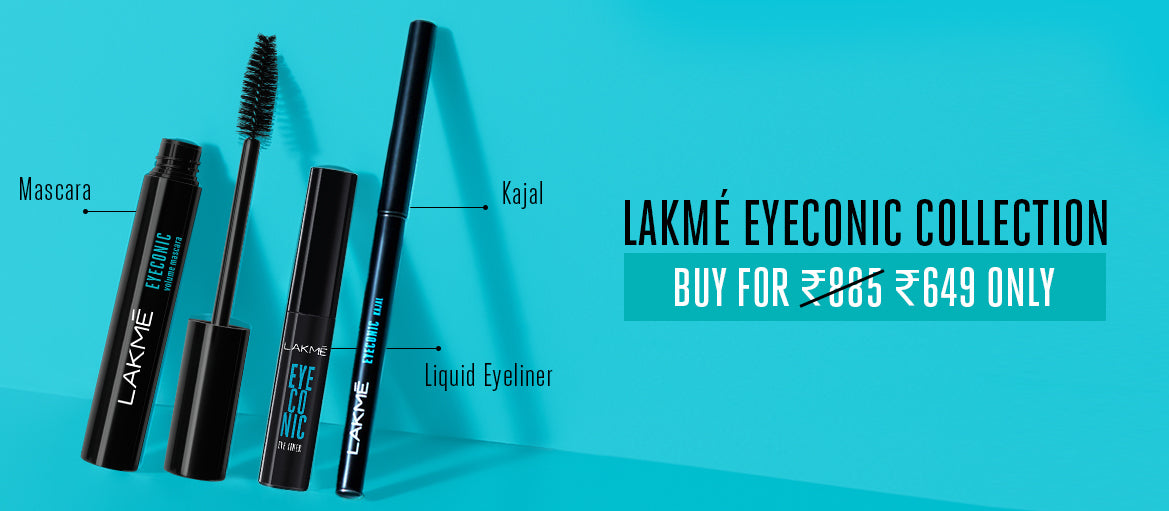 Mascara
EYECONIC
volume mascara
LAKMÉ
LAKMÉ
EYE
CO
NIC
EYE LINER
Liquid Eyeliner
Kajal
EYECONIC KAJAL
LAKMÉ
LAKMÉ EYECONIC COLLECTION
BUY FOR ₹885 ₹649 ONLY